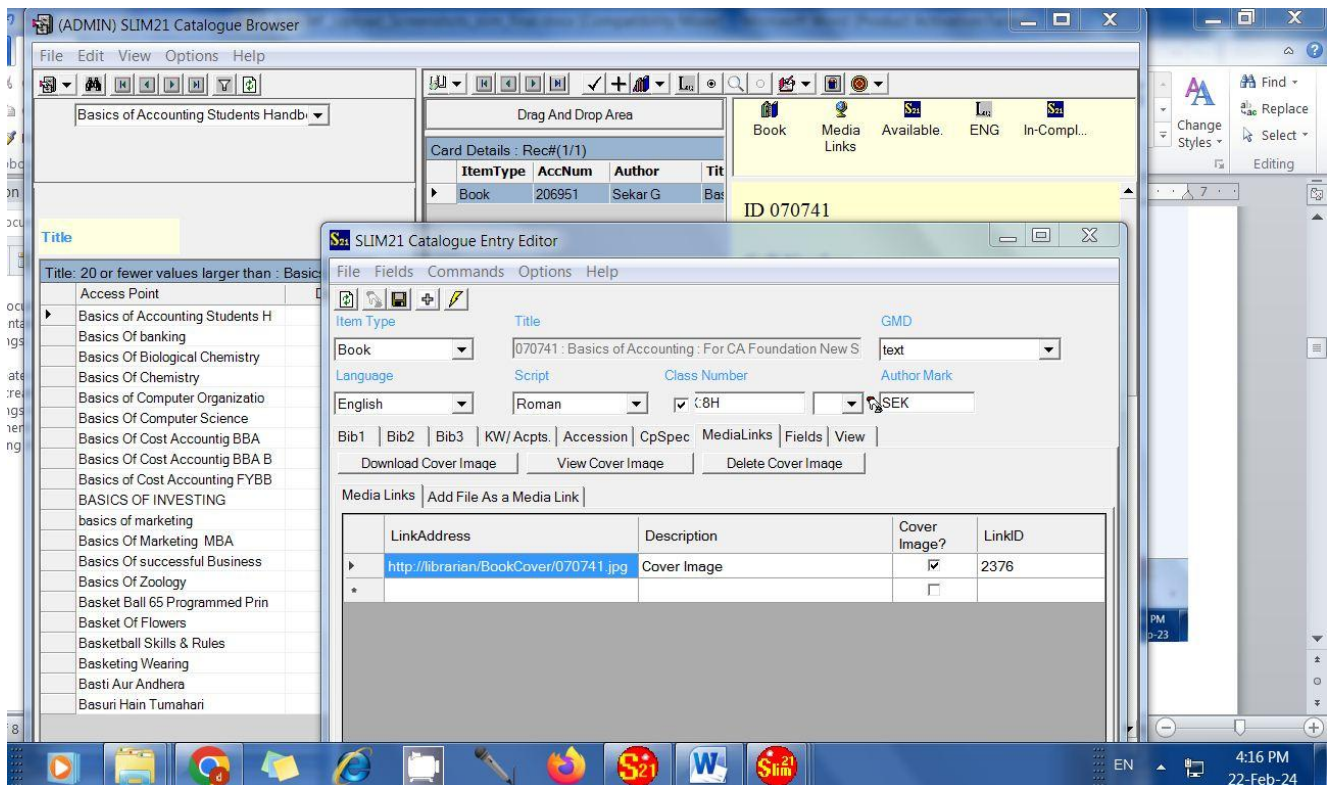 (ADMIN) SLIM21 Catalogue Browser
File Edit View Options Help
Basics of Accounting Students Handb
Drag And Drop Area
Card Details : Rec#(1/1)
ItemType AccNum Author Tit
Book 206951 Sekar G Bas
Book Media Links Available. ENG In-Compl...
ID 070741
Title
Title: 20 or fewer values larger than : Basics
Access Point
Basics of Accounting Students H
Basics Of banking
Basics Of Biological Chemistry
Basics Of Chemistry
Basics of Computer Organizatio
Basics Of Computer Science
Basics Of Cost Accountig BBA
Basics Of Cost Accountig BBA B
Basics of Cost Accounting FYBB
BASICS OF INVESTING
basics of marketing
Basics Of Marketing MBA
Basics Of successful Business
Basics Of Zoology
Basket Ball 65 Programmed Prin
Basket Of Flowers
Basketball Skills & Rules
Basketing Wearing
Basti Aur Andhera
Basuri Hain Tumahari
SLIM21 Catalogue Entry Editor
File Fields Commands Options Help
Item Type Title GMD
Book 070741 : Basics of Accounting : For CA Foundation New S text
Language Script Class Number Author Mark
English Roman :8H SEK
Bib1 Bib2 Bib3 KW/ Acpts. Accession CpSpec MediaLinks Fields View
Download Cover Image View Cover Image Delete Cover Image
Media Links Add File As a Media Link
LinkAddress Description Cover Image? LinkID
http://librarian/BookCover/070741.jpg Cover Image 2376
Find
Replace
Select
Change Styles
Editing
7
PM
EN
4:16 PM
22-Feb-24